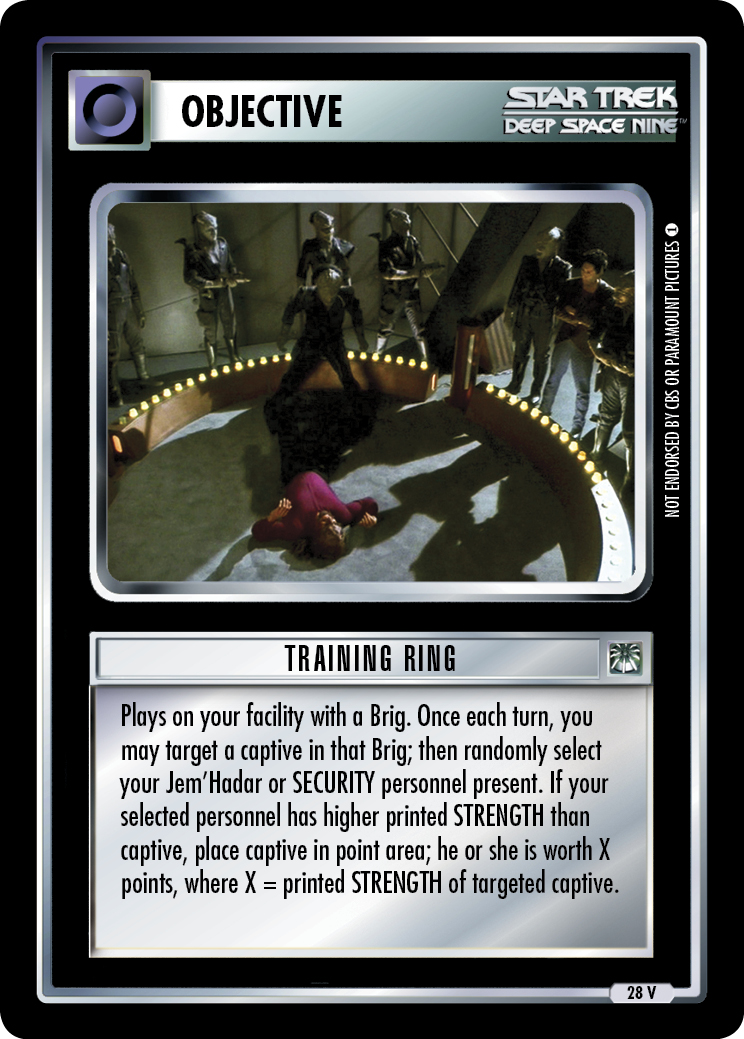 OBJECTIVE
STAR TREK
DEEP SPACE NINE™
NOT ENDORSED BY CBS OR PARAMOUNT PICTURES 1
TRAINING RING
Plays on your facility with a Brig. Once each turn, you
may target a captive in that Brig; then randomly select
your Jem'Hadar or SECURITY personnel present. If your
selected personnel has higher printed STRENGTH than
captive, place captive in point area; he or she is worth X
points, where X = printed STRENGTH of targeted captive.
28 V